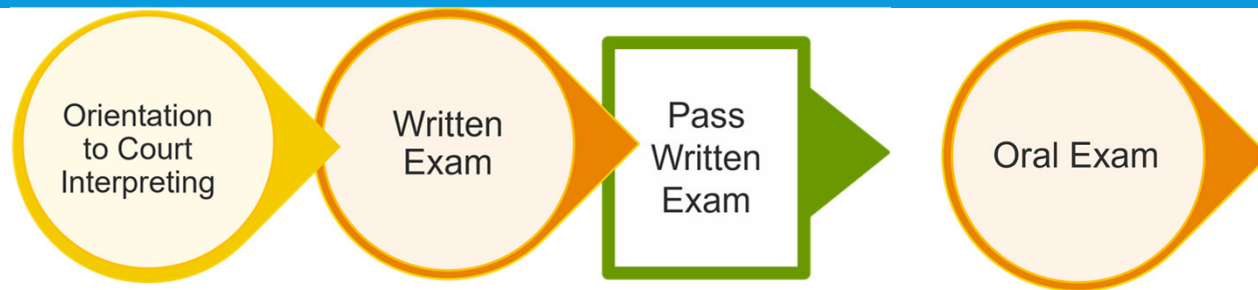 Orientation
to Court
Interpreting
Written
Exam
Pass
Written
Exam
Oral Exam